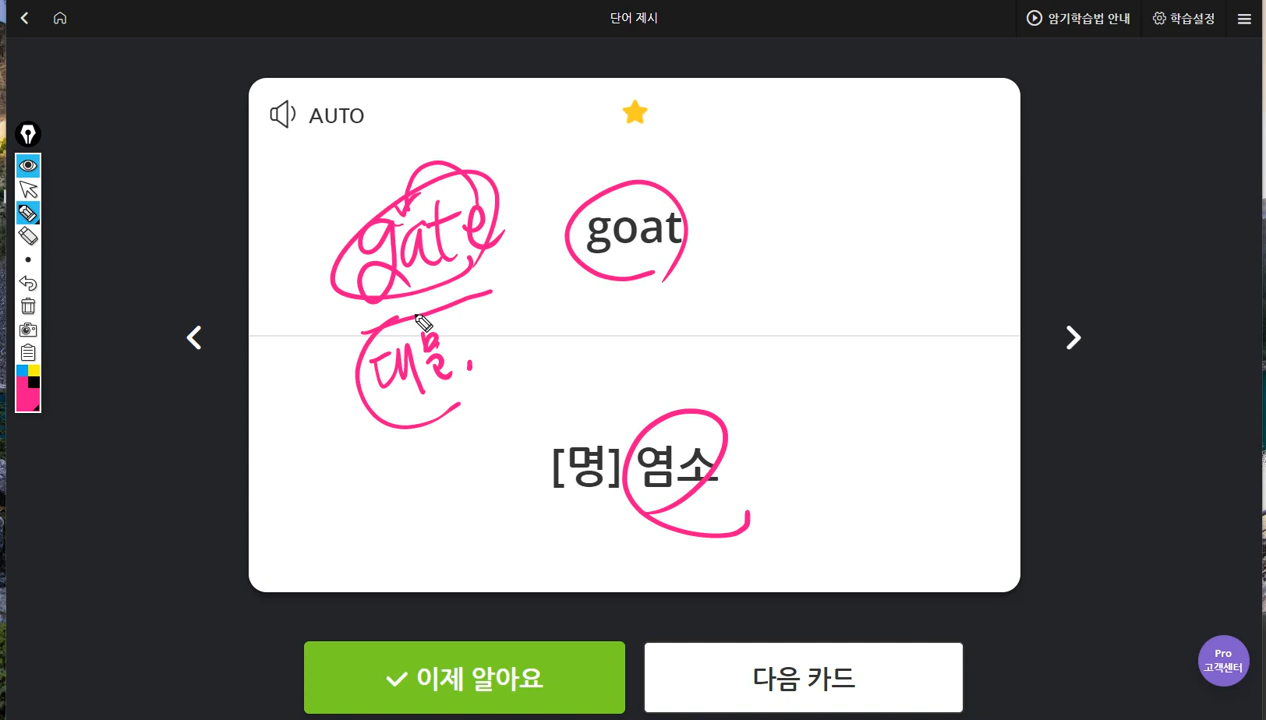 단어 제시
암기학습법 안내
학습설정
AUTO
gate
goat
대문.
[명] 염소
이제 알아요
다음 카드
Pro
고객센터